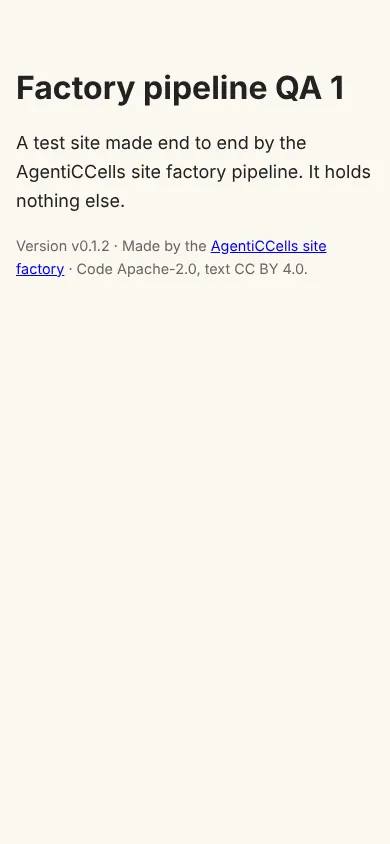 Factory pipeline QA 1
A test site made end to end by the
AgentiCCells site factory pipeline. It holds
nothing else.
Version v0.1.2 · Made by the AgentiCCells site
factory · Code Apache-2.0, text CC BY 4.0.